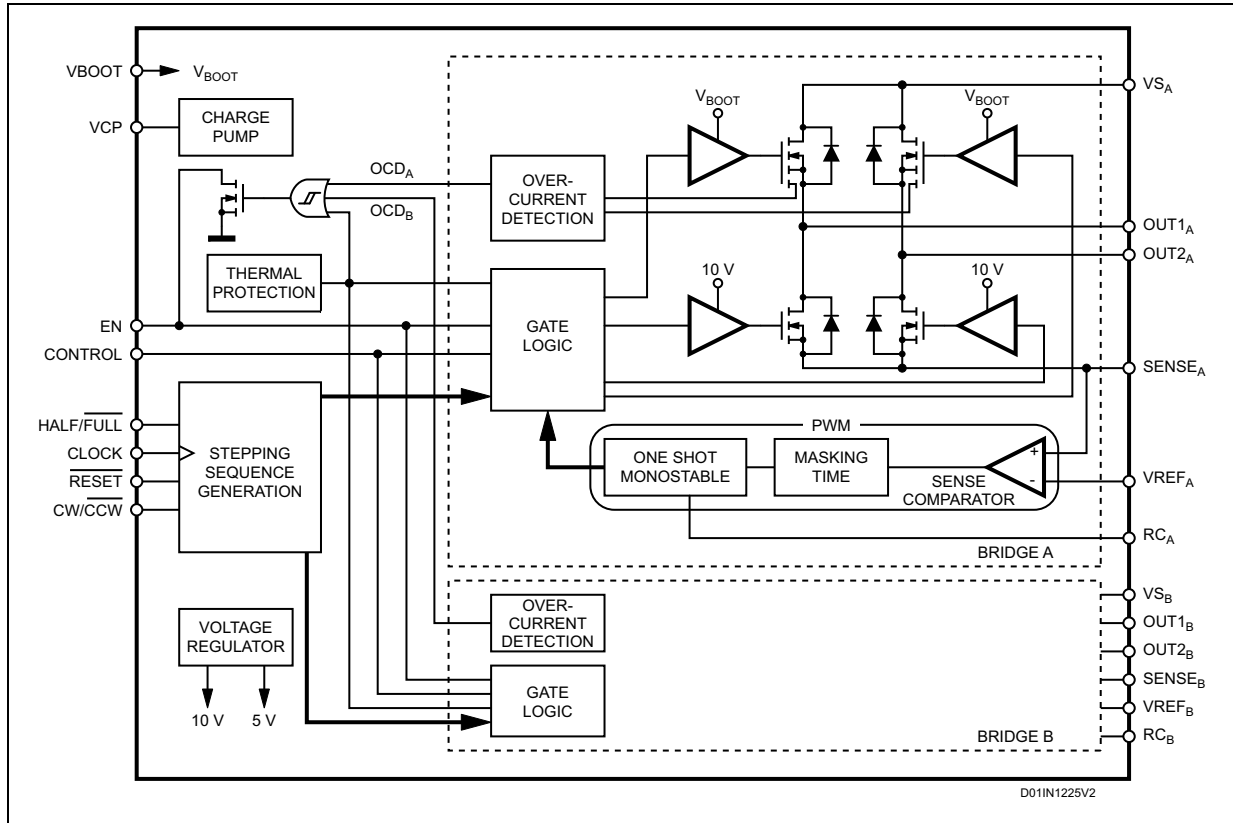 VBOOT
VBOOT
VCP
CHARGE
PUMP
OCDA
OCDB
THERMAL
PROTECTION
EN
CONTROL
HALF/FULL
CLOCK
RESET
CW/CCW
STEPPING
SEQUENCE
GENERATION
VOLTAGE
REGULATOR
10 V
5 V
OVER-
CURRENT
DETECTION
GATE
LOGIC
VBOOT
VBOOT
10 V
10 V
PWM
ONE SHOT
MONOSTABLE
MASKING
TIME
+
-
SENSE
COMPARATOR
BRIDGE A
OVER-
CURRENT
DETECTION
GATE
LOGIC
BRIDGE B
VSA
OUT1A
OUT2A
SENSEA
VREFA
RCA
VSB
OUT1B
OUT2B
SENSEB
VREFB
RCB
D01IN1225V2